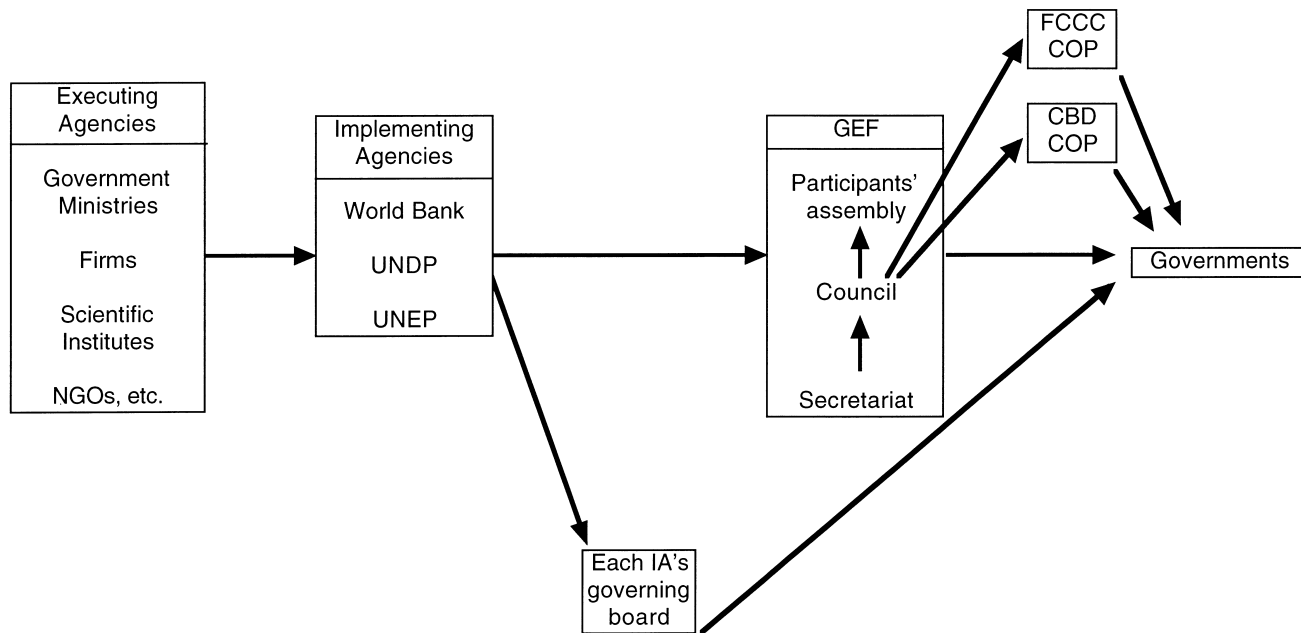 Executing
Agencies
Government
Ministries
Firms
Scientific
Institutes
NGOs, etc.
Implementing
Agencies
World Bank
UNDP
UNEP
Each IA's
governing
board
GEF
Participants'
assembly
Council
Secretariat
FCCC
COP
CBD
COP
Governments